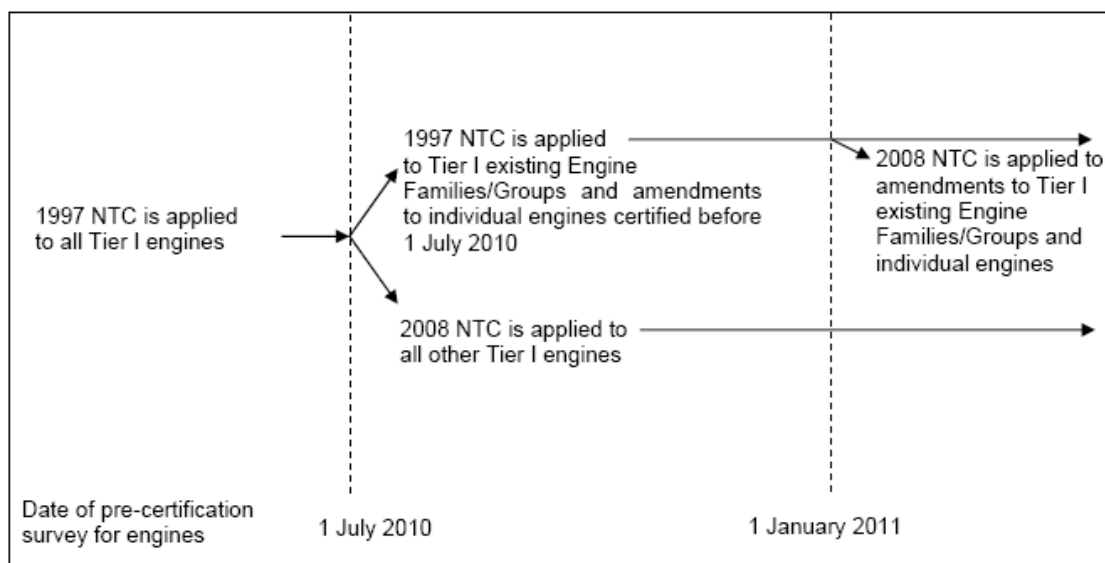 1997 NTC is applied
to all Tier I engines
1997 NTC is applied
to Tier I existing Engine
Families/Groups and amendments
to individual engines certified before
1 July 2010
2008 NTC is applied to
all other Tier I engines
2008 NTC is applied to
amendments to Tier I
existing Engine
Families/Groups and
individual engines
Date of pre-certification
survey for engines
1 July 2010
1 January 2011